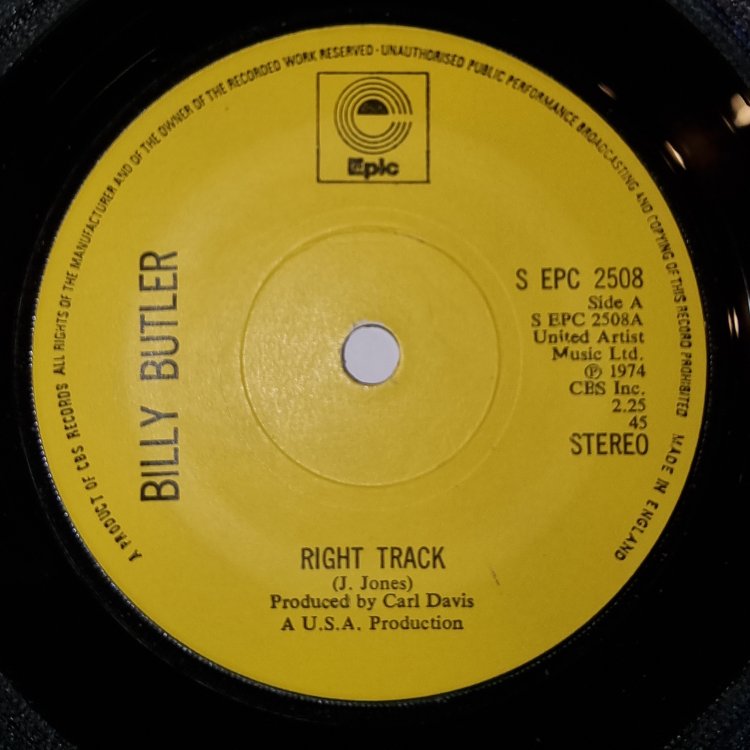 A PRODUCT OF CBS RECORDS ALL RIGHTS OF THE MANUFACTURER AND OF THE OWNER OF THE RECORDED WORK RESERVED · UNAUTHORISED PUBLIC PERFORMANCE BROADCASTING AND COPYING OF THIS RECORD PROHIBITED MADE IN ENGLAND
Epic
BILLY BUTLER
S EPC 2508
Side A
S EPC 2508A
United Artist
Music Ltd.
℗ 1974
CBS Inc.
2.25
45
STEREO
RIGHT TRACK
(J. Jones)
Produced by Carl Davis
A U.S.A. Production